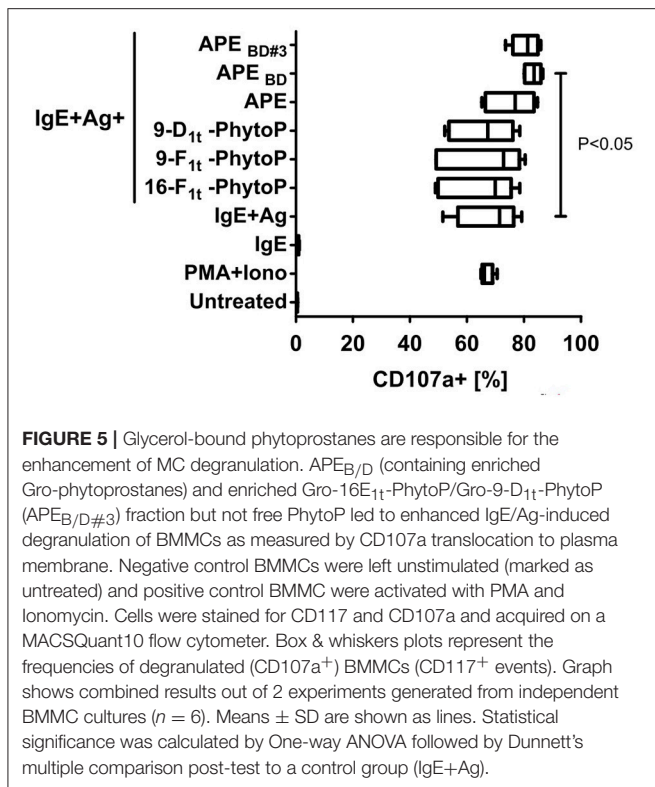 APE BD#3
APE BD
APE
IgE+Ag+
9-D1t -PhytoP
9-F1t -PhytoP
16-F1t -PhytoP
IgE+Ag
IgE
PMA+Iono
Untreated
P<0.05
0 20 40 60 80 100
CD107a+ [%]
FIGURE 5 | Glycerol-bound phytoprostanes are responsible for the
enhancement of MC degranulation. APEB/D (containing enriched
Gro-phytoprostanes) and enriched Gro-16E1t-PhytoP/Gro-9-D1t-PhytoP
(APEB/D#3) fraction but not free PhytoP led to enhanced IgE/Ag-induced
degranulation of BMMCs as measured by CD107a translocation to plasma
membrane. Negative control BMMCs were left unstimulated (marked as
untreated) and positive control BMMC were activated with PMA and
Ionomycin. Cells were stained for CD117 and CD107a and acquired on a
MACSQuant10 flow cytometer. Box & whiskers plots represent the
frequencies of degranulated (CD107a+) BMMCs (CD117+ events). Graph
shows combined results out of 2 experiments generated from independent
BMMC cultures (n = 6). Means ± SD are shown as lines. Statistical
significance was calculated by One-way ANOVA followed by Dunnett's
multiple comparison post-test to a control group (IgE+Ag).